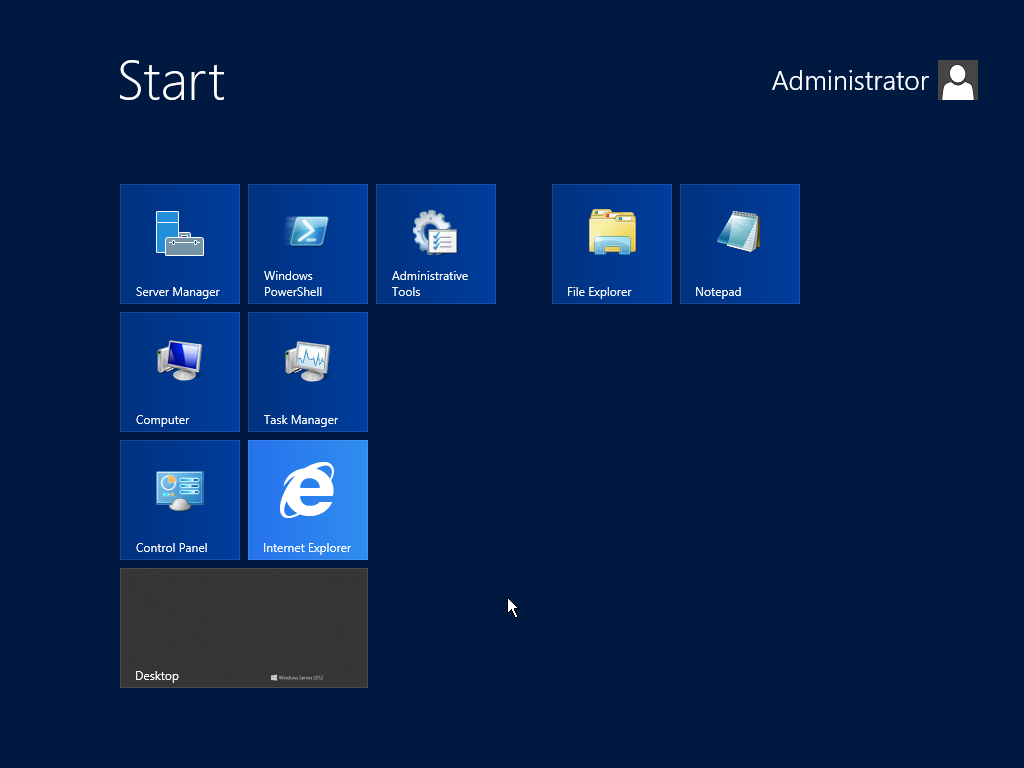 Start
Administrator
Server Manager
Windows
PowerShell
Administrative
Tools
File Explorer
Notepad
Computer
Task Manager
Control Panel
Internet Explorer
Desktop
Windows Server 2012